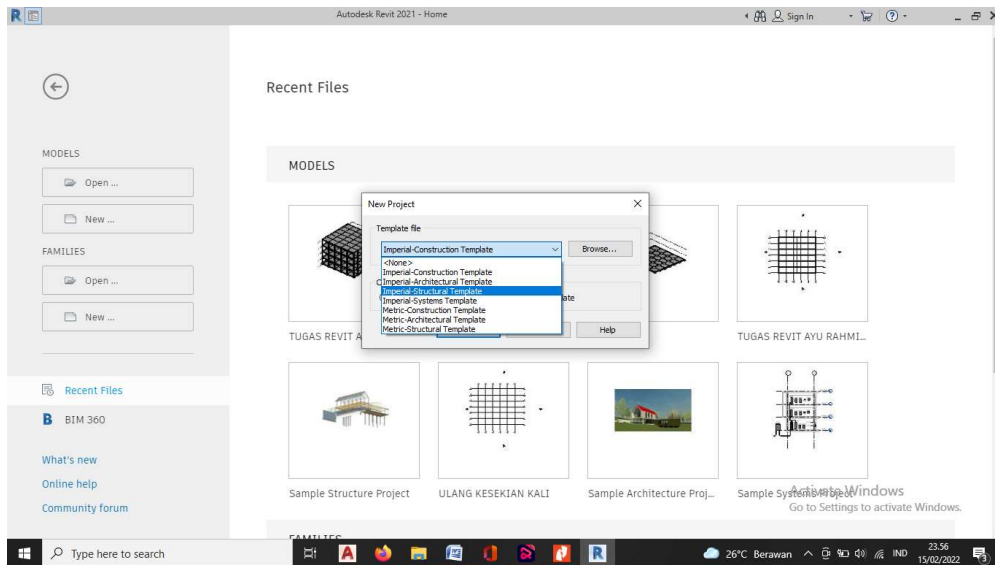 Autodesk Revit 2021 - Home
Sign In
Recent Files
MODELS
Open ...
New ...
FAMILIES
Open ...
New ...
Recent Files
BIM 360
What's new
Online help
Community forum
MODELS
New Project
Template file
Imperial-Construction Template
Browse...
<None>
Imperial-Construction Template
Imperial-Architectural Template
Imperial-Structural Template
Imperial-Systems Template
Metric-Construction Template
Metric-Architectural Template
Metric-Structural Template
Help
TUGAS REVIT A
TUGAS REVIT AYU RAHMI...
Sample Structure Project
ULANG KESEKIAN KALI
Sample Architecture Proj...
Sample Systems Project
Activate Windows
Go to Settings to activate Windows.
FAMILIES
Type here to search
26°C Berawan
IND
23.56
15/02/2022